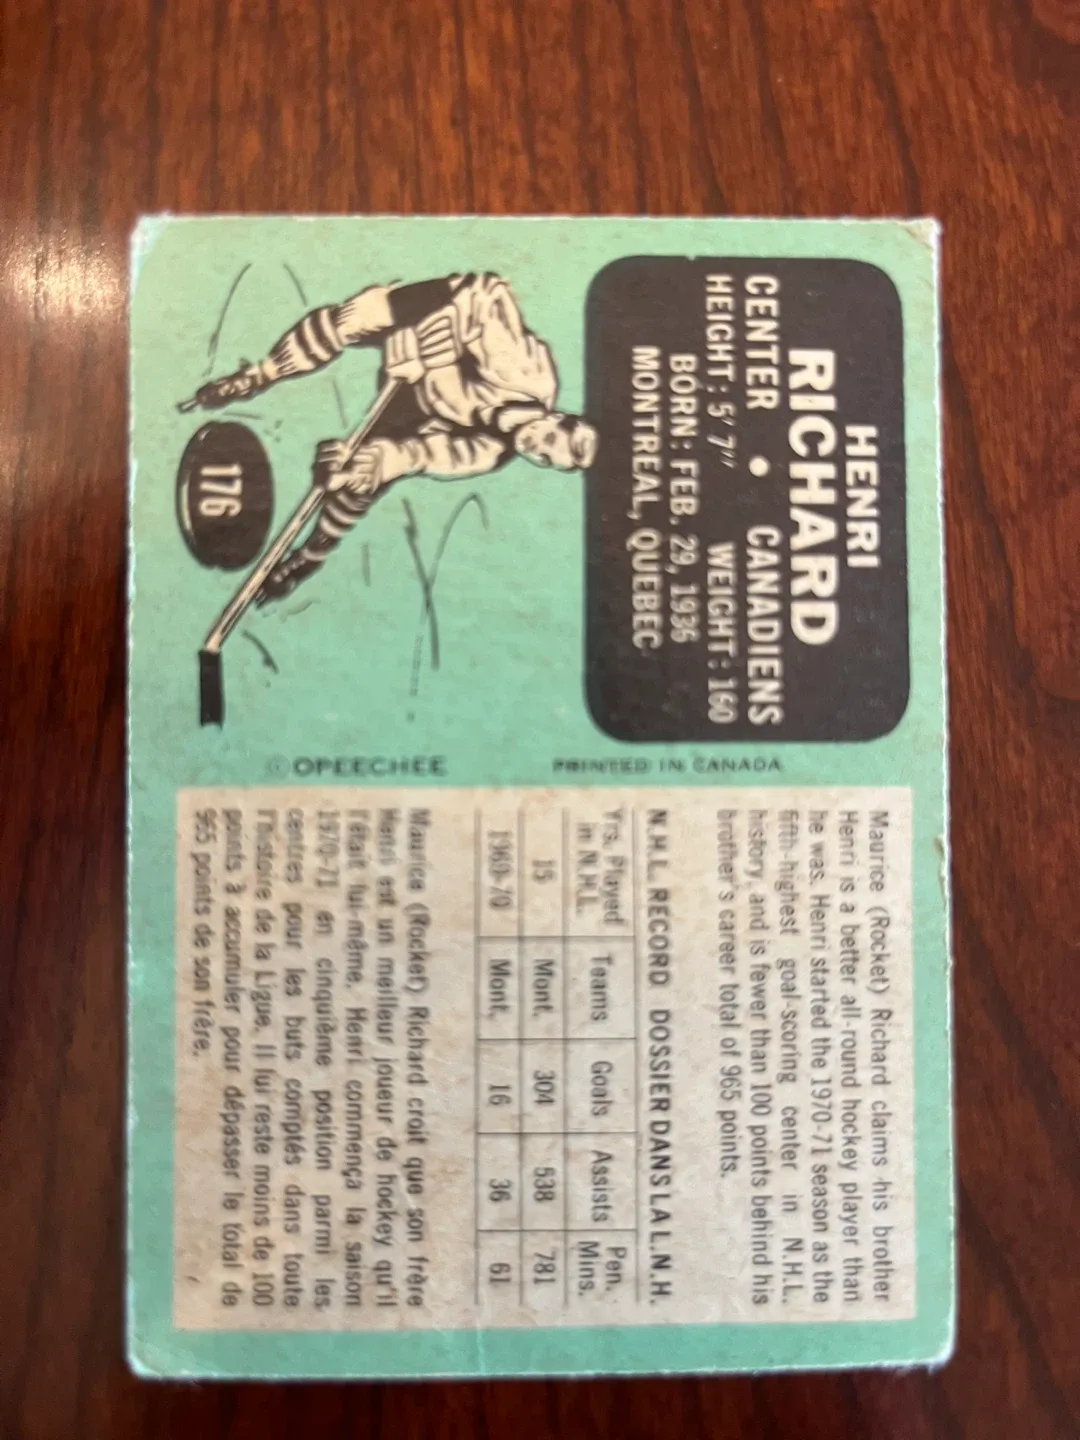 HENRI
RICHARD
CENTER • CANADIENS
HEIGHT: 5' 7" WEIGHT: 160
BORN: FEB. 29, 1936
MONTREAL, QUEBEC
176
© OPEECHEE PRINTED IN CANADA
Maurice (Rocket) Richard claims his brother
Henri is a better all-round hockey player than
he was. Henri started the 1970-71 season as the
fifth-highest goal-scoring center in N.H.L.
history, and is fewer than 100 points behind his
brother's career total of 965 points.
N.H.L. RECORD DOSSIER DANS LA L.N.H.
Yrs. Played in N.H.L. Teams Goals Assists Pen. Mins.
15 Mont. 304 538 781
1969-70 Mont. 16 36 61
Maurice (Rocket) Richard croit que son frère
Henri est un meilleur joueur de hockey qu'il
l'était lui-même. Henri commença la saison
1970-71 en cinquième position parmi les
centres pour les buts comptés dans toute
l'histoire de la Ligue. Il lui reste moins de 100
points à accumuler pour dépasser le total de
965 points de son frère.